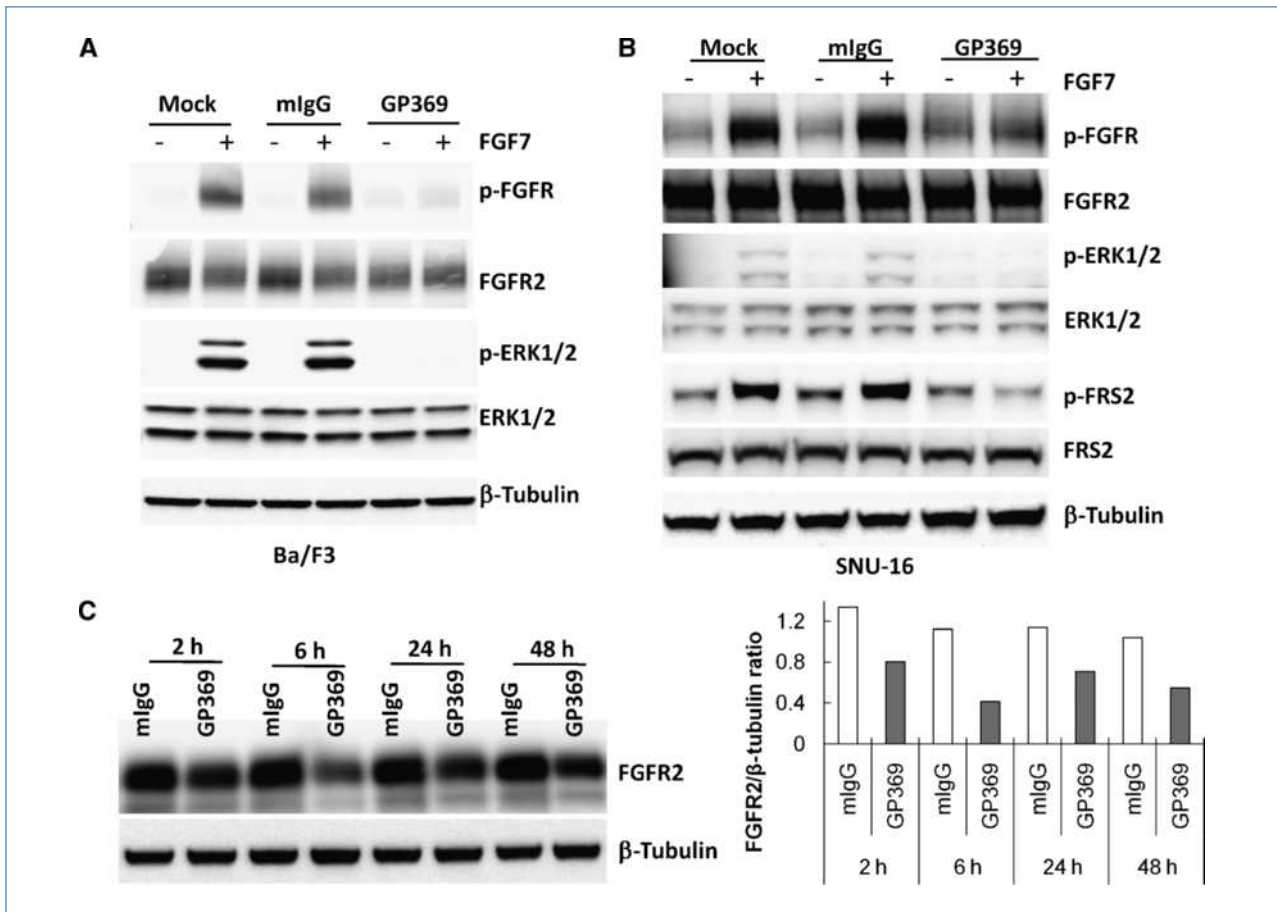 A
Mock mIgG GP369
- + - + - + FGF7
p-FGFR
FGFR2
p-ERK1/2
ERK1/2
β-Tubulin
Ba/F3
B
Mock mIgG GP369
- + - + - + FGF7
p-FGFR
FGFR2
p-ERK1/2
ERK1/2
p-FRS2
FRS2
β-Tubulin
SNU-16
C
2 h 6 h 24 h 48 h
mIgG GP369 mIgG GP369 mIgG GP369 mIgG GP369
FGFR2
β-Tubulin
FGFR2/β-tubulin ratio
1.2
0.8
0.4
0
mIgG GP369 mIgG GP369 mIgG GP369 mIgG GP369
2 h 6 h 24 h 48 h